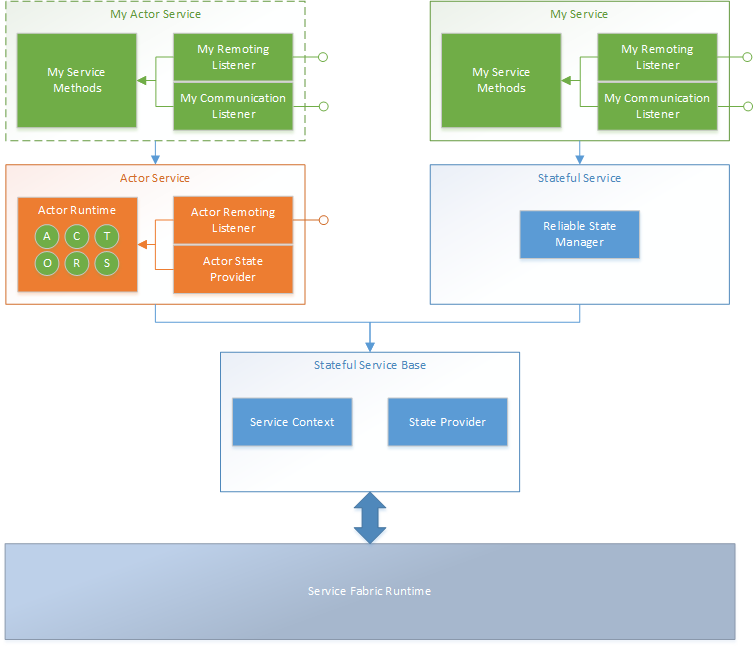 My Actor Service
My Service
Methods
My Remoting
Listener
My Communication
Listener
My Service
My Service
Methods
My Remoting
Listener
My Communication
Listener
Actor Service
Actor Runtime
A C T
O R S
Actor Remoting
Listener
Actor State
Provider
Stateful Service
Reliable State
Manager
Stateful Service Base
Service Context
State Provider
Service Fabric Runtime